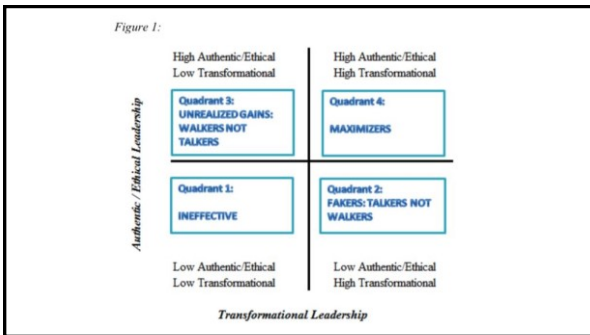 Figure 1:
High Authentic/Ethical
Low Transformational
High Authentic/Ethical
High Transformational
Authentic / Ethical Leadership
Quadrant 3:
UNREALIZED GAINS:
WALKERS NOT
TALKERS
Quadrant 4:
MAXIMIZERS
Quadrant 1:
INEFFECTIVE
Quadrant 2:
FAKERS: TALKERS NOT
WALKERS
Low Authentic/Ethical
Low Transformational
Low Authentic/Ethical
High Transformational
Transformational Leadership